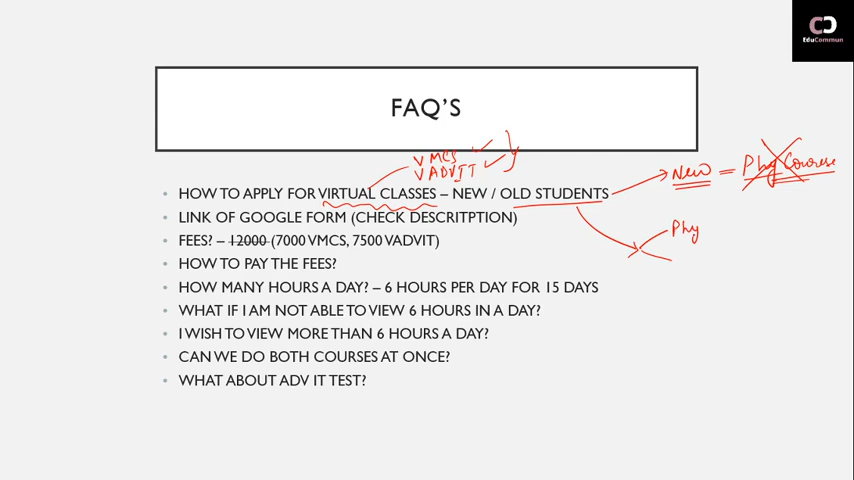 EduCommun
FAQ'S
V MCS
V ADVIT
HOW TO APPLY FOR VIRTUAL CLASSES – NEW / OLD STUDENTS
New = Phy Course
LINK OF GOOGLE FORM (CHECK DESCRITPTION)
Phy
FEES? – 12000 (7000 VMCS, 7500 VADVIT)
HOW TO PAY THE FEES?
HOW MANY HOURS A DAY? – 6 HOURS PER DAY FOR 15 DAYS
WHAT IF I AM NOT ABLE TO VIEW 6 HOURS IN A DAY?
I WISH TO VIEW MORE THAN 6 HOURS A DAY?
CAN WE DO BOTH COURSES AT ONCE?
WHAT ABOUT ADV IT TEST?